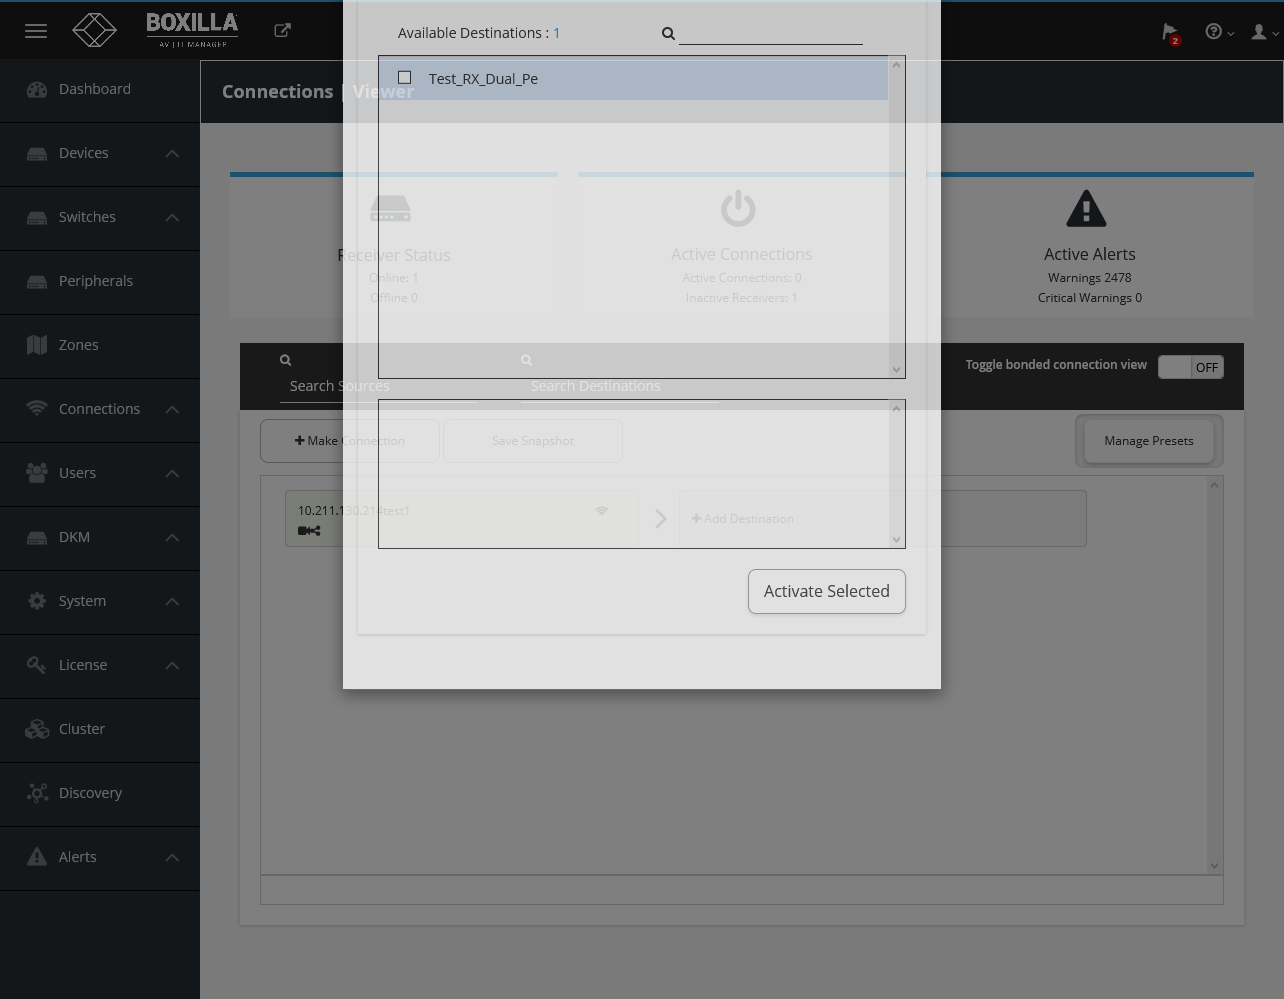 BOXILLA
AV | IT MANAGER
2
Dashboard
Devices
Switches
Peripherals
Zones
Connections
Users
DKM
System
License
Cluster
Discovery
Alerts
Connections | Viewer
Available Destinations : 1
Test_RX_Dual_Pe
Receiver Status
Online: 1
Offline 0
Active Connections
Active Connections: 0
Inactive Receivers: 1
Active Alerts
Warnings 2478
Critical Warnings 0
Search Sources
Search Destinations
Toggle bonded connection view
OFF
Make Connection
Save Snapshot
Manage Presets
10.211.130.214test1
Add Destination
Activate Selected